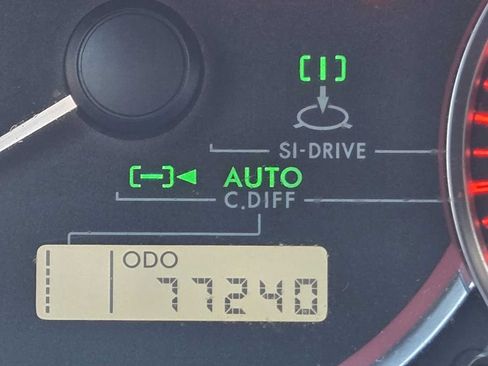 [I]
SI-DRIVE
[—] ◄ AUTO
C.DIFF
ODO
77240